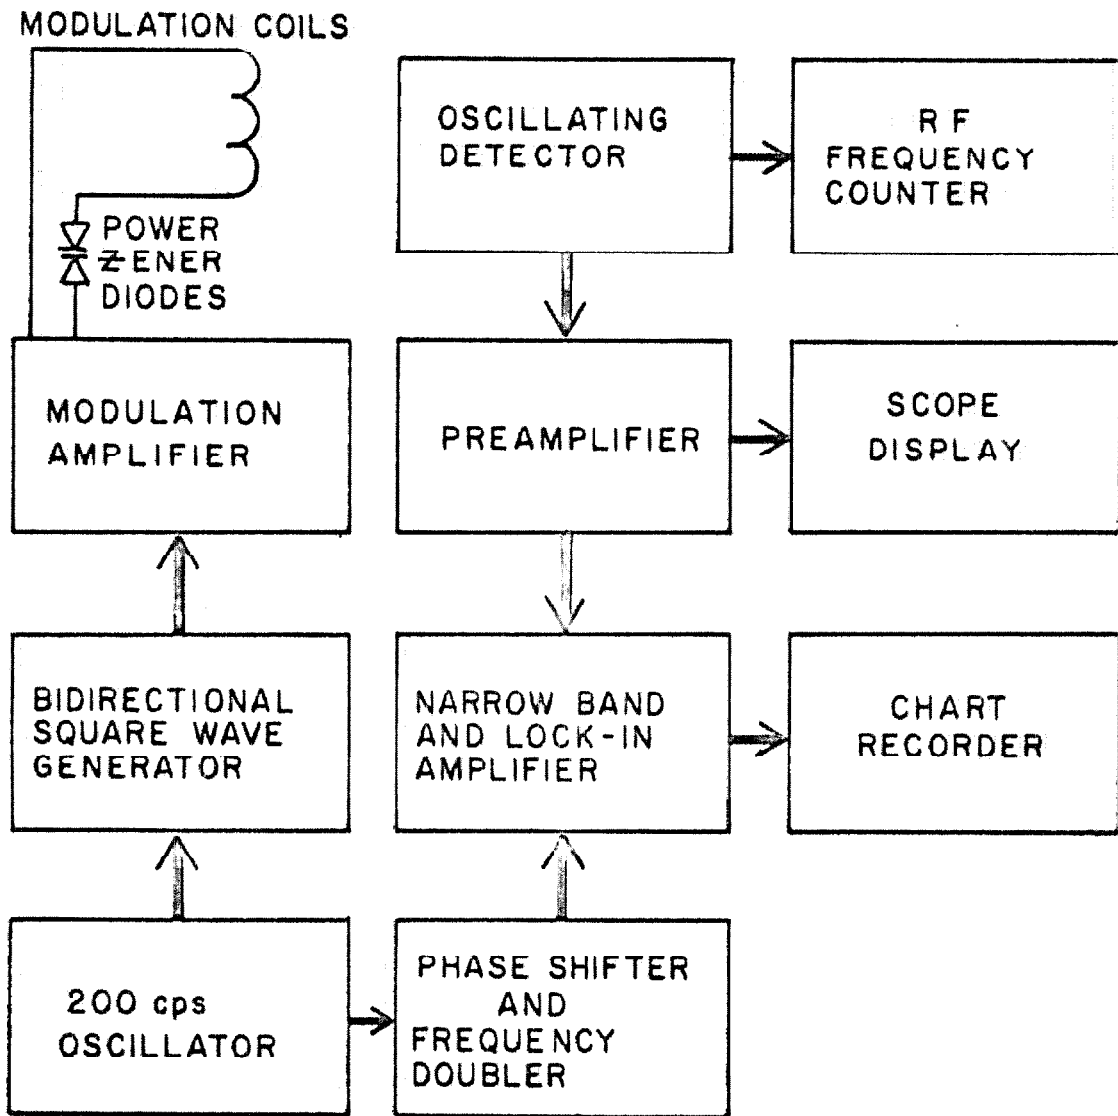 MODULATION COILS
POWER
ZENER
DIODES
OSCILLATING
DETECTOR
RF
FREQUENCY
COUNTER
MODULATION
AMPLIFIER
PREAMPLIFIER
SCOPE
DISPLAY
BIDIRECTIONAL
SQUARE WAVE
GENERATOR
NARROW BAND
AND LOCK-IN
AMPLIFIER
CHART
RECORDER
200 cps
OSCILLATOR
PHASE SHIFTER
AND
FREQUENCY
DOUBLER